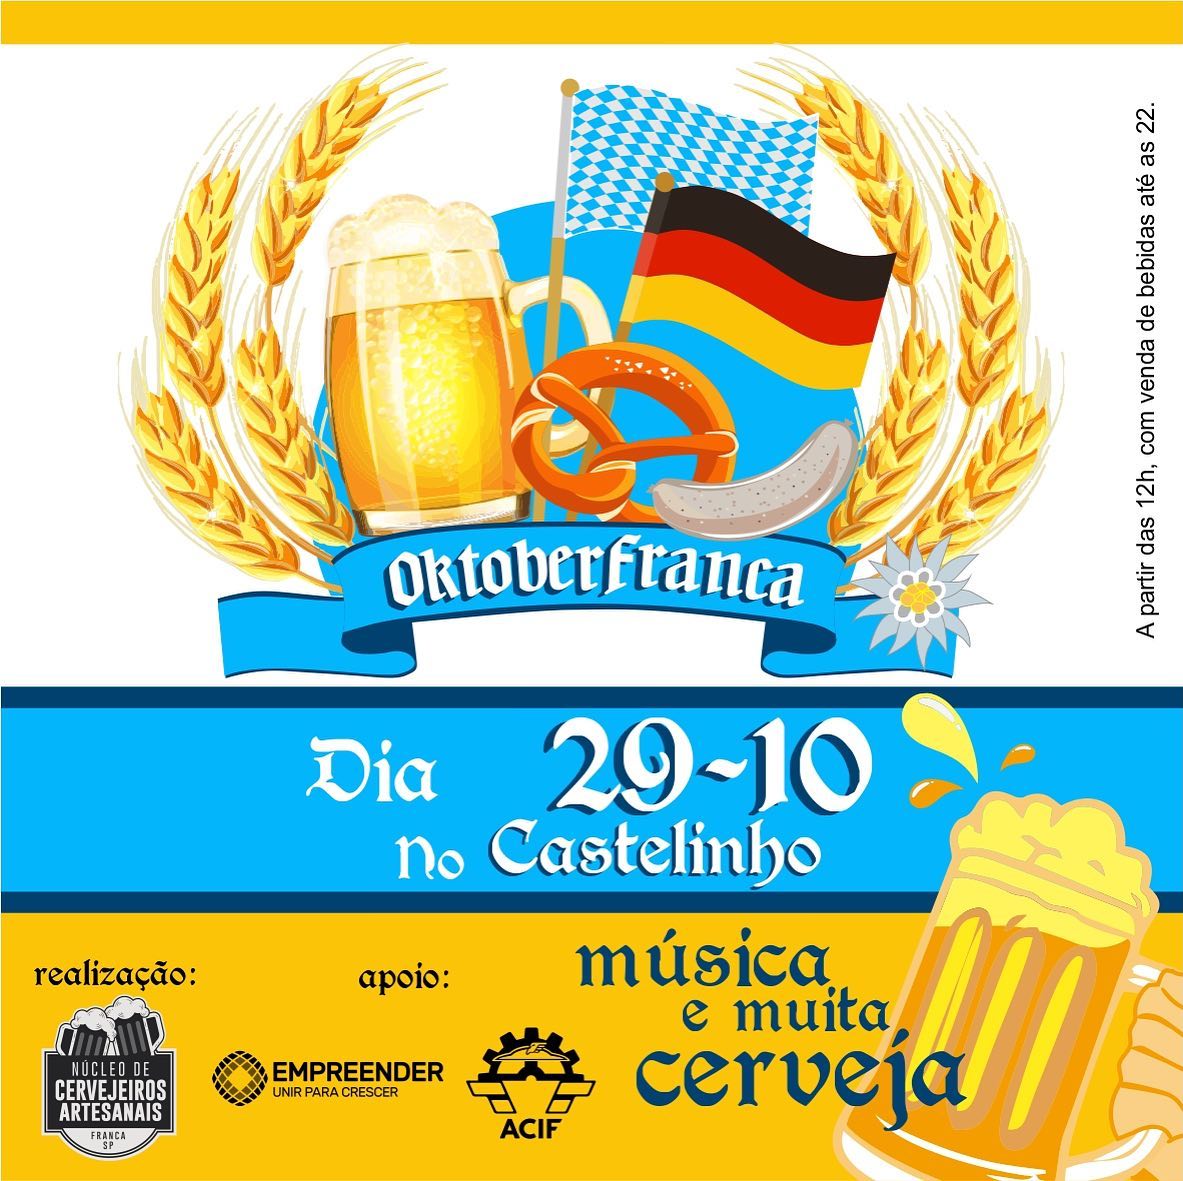 A partir das 12h, com venda de bebidas até as 22.
Oktoberfranca
Dia 29-10
No Castelinho
realização:
NÚCLEO DE
CERVEJEIROS
ARTESANAIS
FRANCA
SP
apoio:
EMPREENDER
UNIR PARA CRESCER
ACIF
música
e muita
cerveja